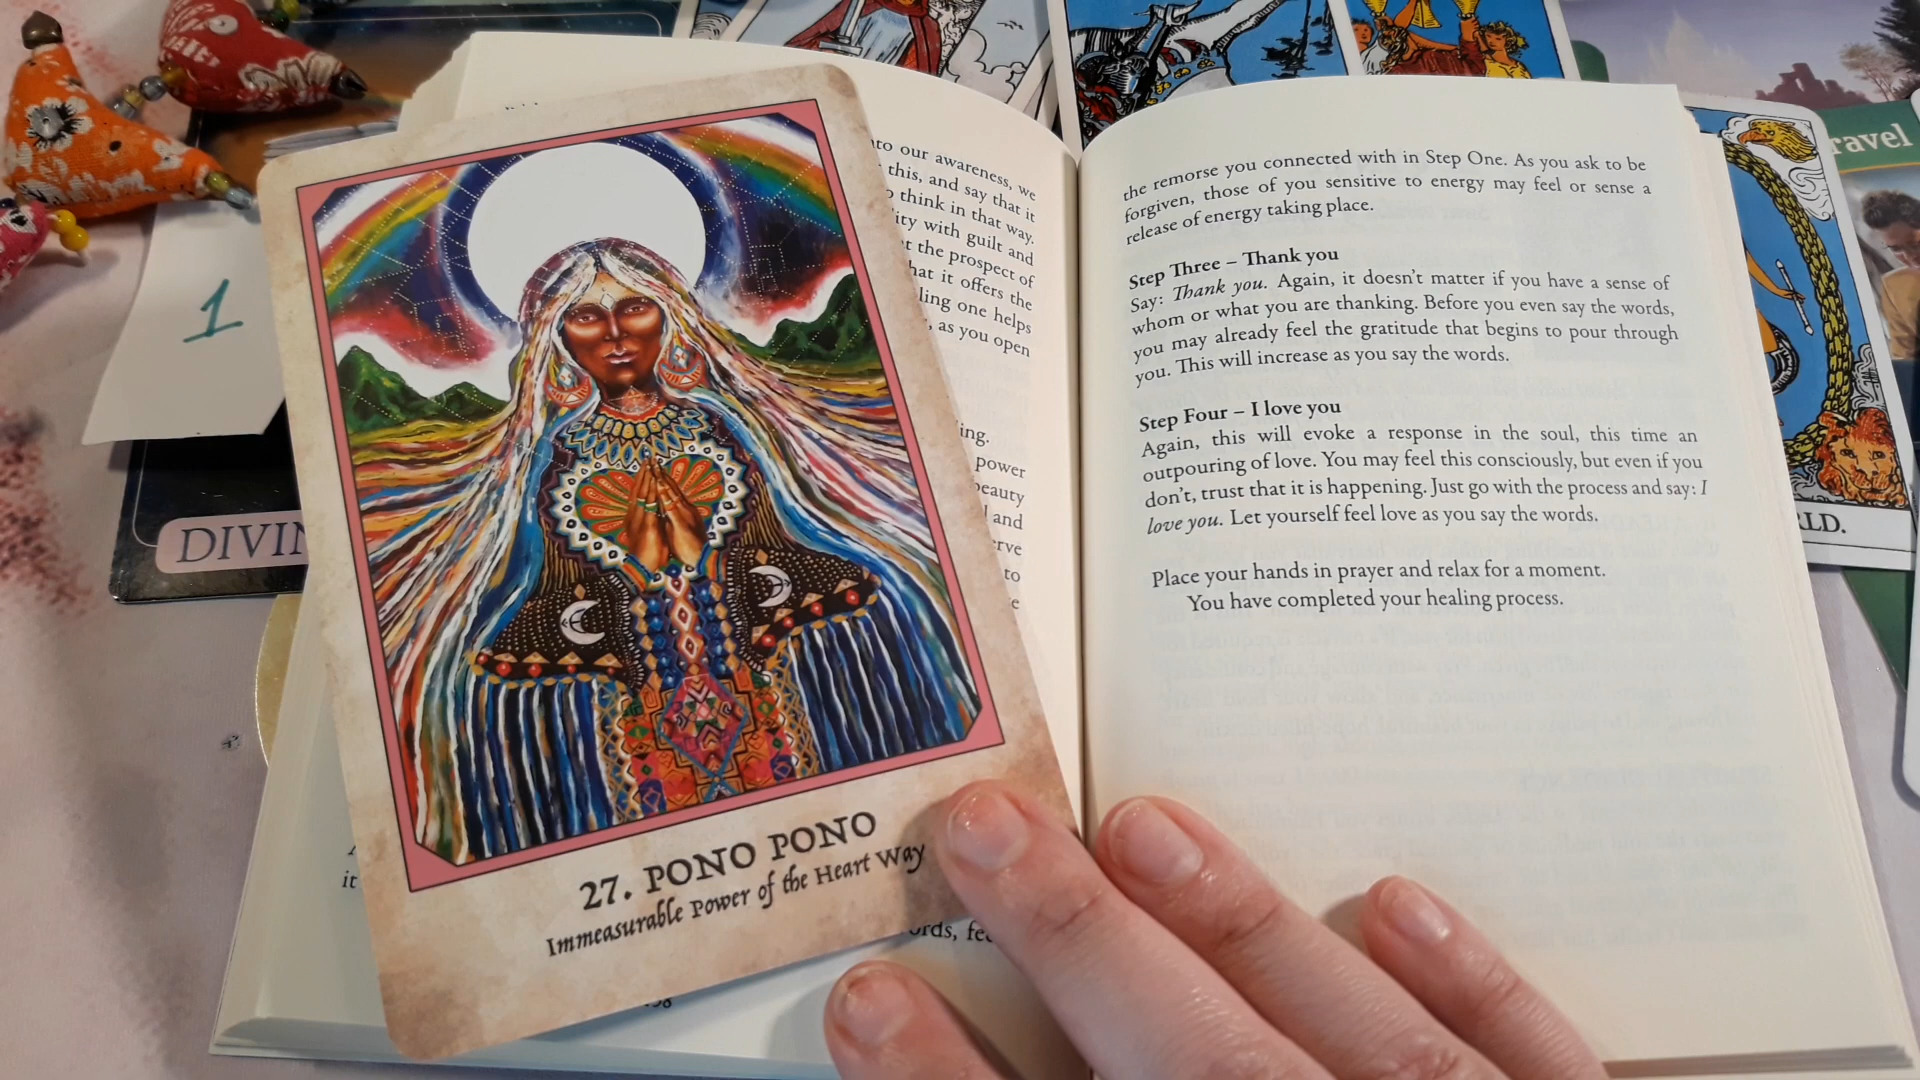 1
DIVIN
27. PONO PONO
Immeasurable Power of the Heart Way
to our awareness, we
this, and say that it
think in that way.
ity with guilt and
t the prospect of
hat it offers the
ling one helps
, as you open
ing.
power
beauty
and
erve
to
it
ords, fe
the remorse you connected with in Step One. As you ask to be
forgiven, those of you sensitive to energy may feel or sense a
release of energy taking place.
Step Three – Thank you
Say: Thank you. Again, it doesn't matter if you have a sense of
whom or what you are thanking. Before you even say the words,
you may already feel the gratitude that begins to pour through
you. This will increase as you say the words.
Step Four – I love you
Again, this will evoke a response in the soul, this time an
outpouring of love. You may feel this consciously, but even if you
don't, trust that it is happening. Just go with the process and say: I
love you. Let yourself feel love as you say the words.
Place your hands in prayer and relax for a moment.
You have completed your healing process.
ravel
RLD.